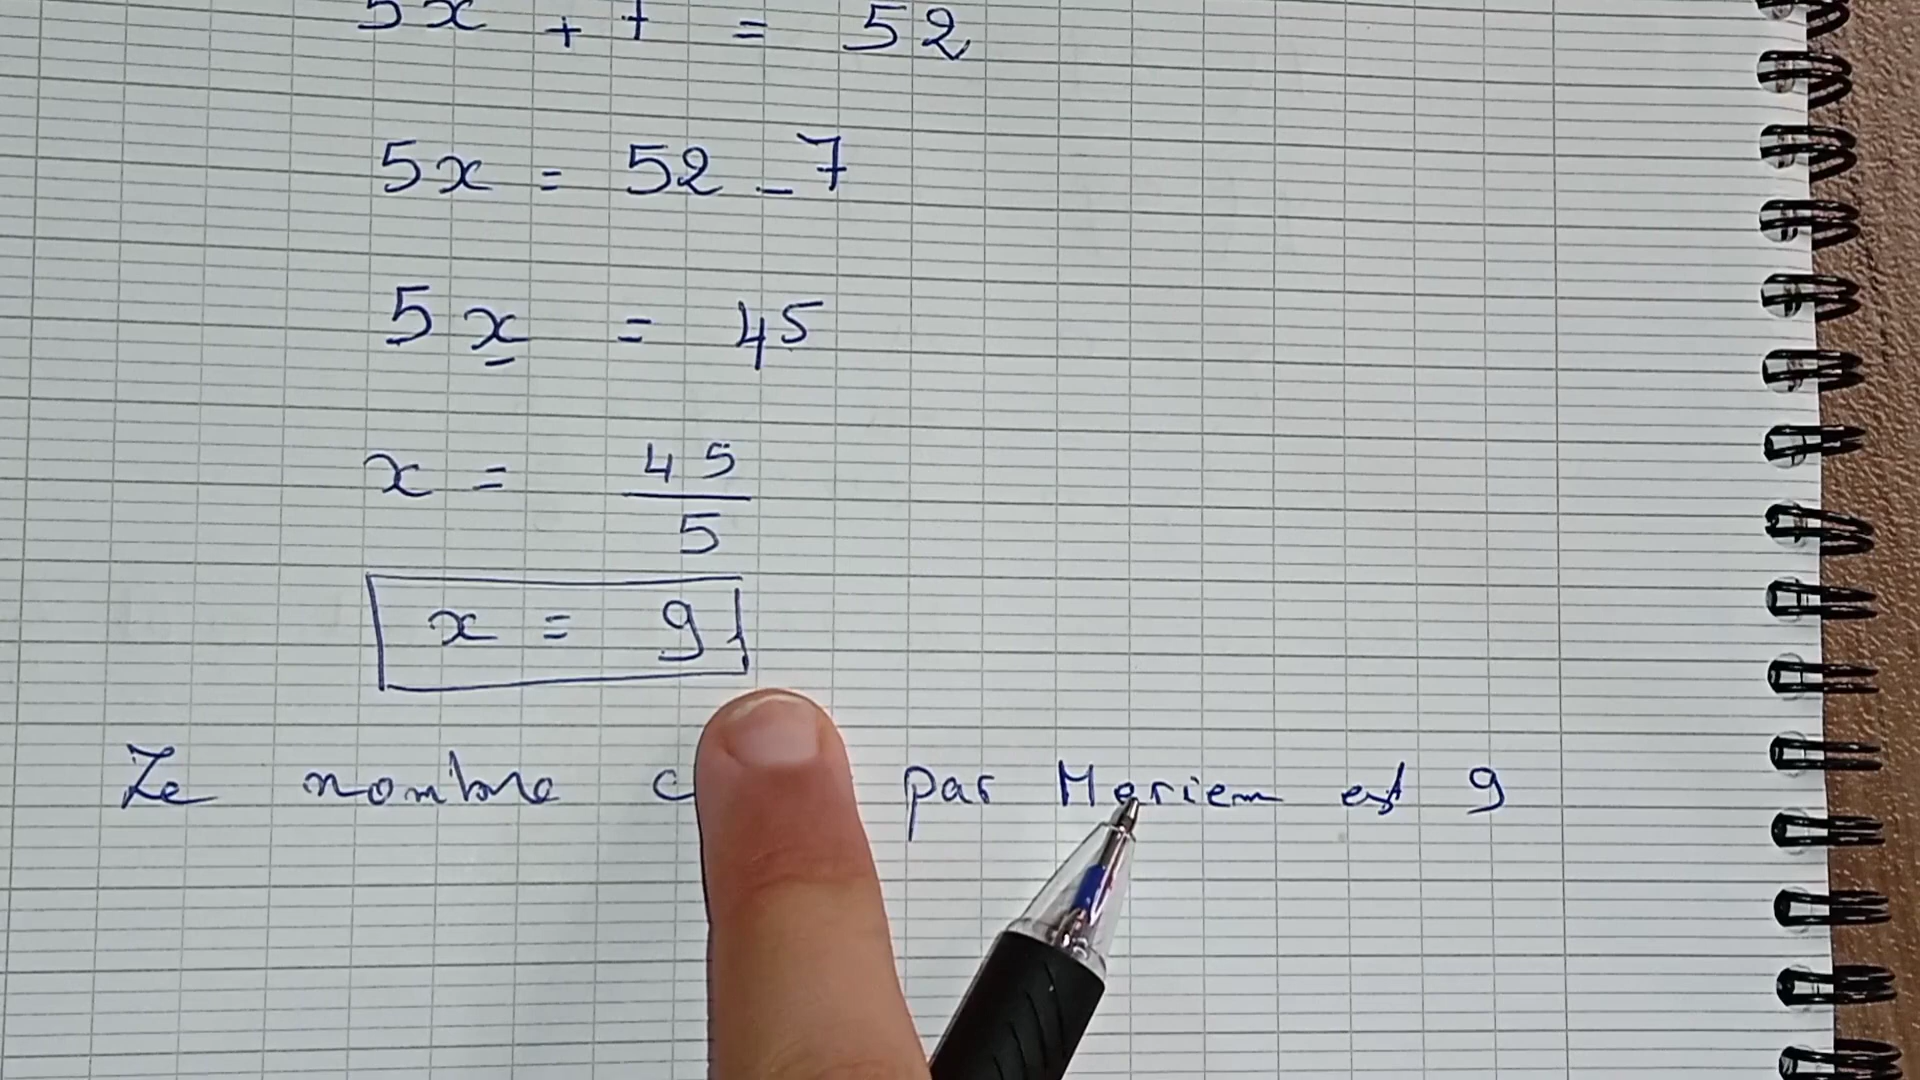 5x + 7 = 52
5x = 52 - 7
5x = 45
x = 45/5
x = 9
Le nombre par Meriem est 9